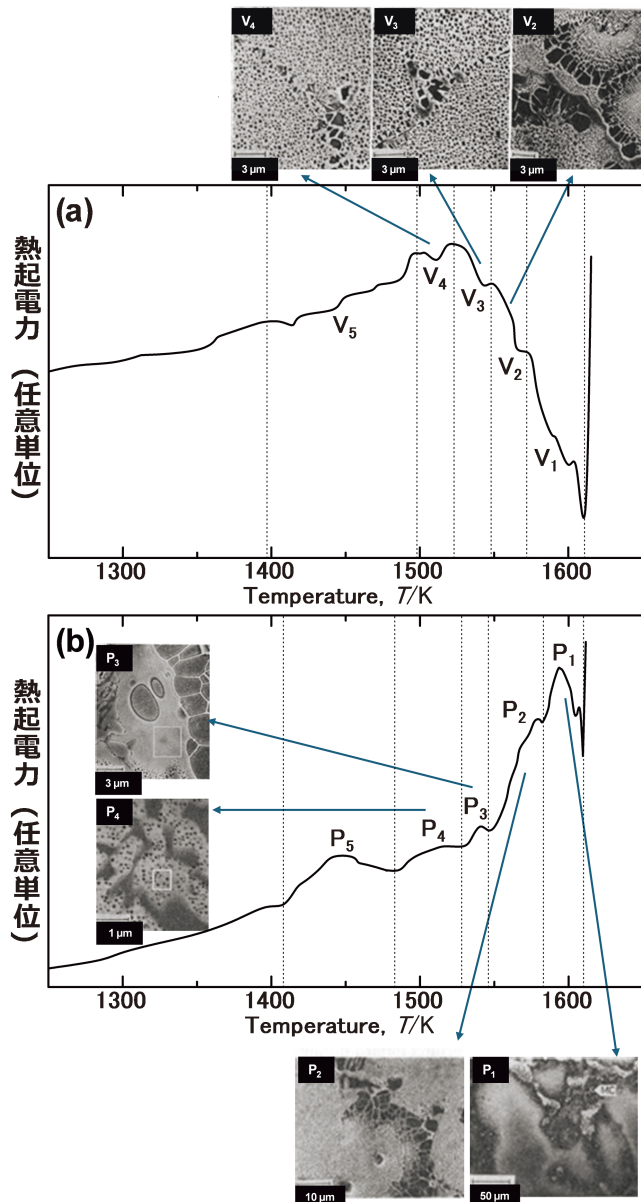 V4
V3
V2
3 µm
3 µm
3 µm
(a)
熱起電力 (任意単位)
V5
V4
V3
V2
V1
1300
1400
1500
1600
Temperature, T/K
(b)
熱起電力 (任意単位)
P3
3 µm
P4
1 µm
P5
P4
P3
P2
P1
1300
1400
1500
1600
Temperature, T/K
P2
10 µm
P1
MC
50 µm